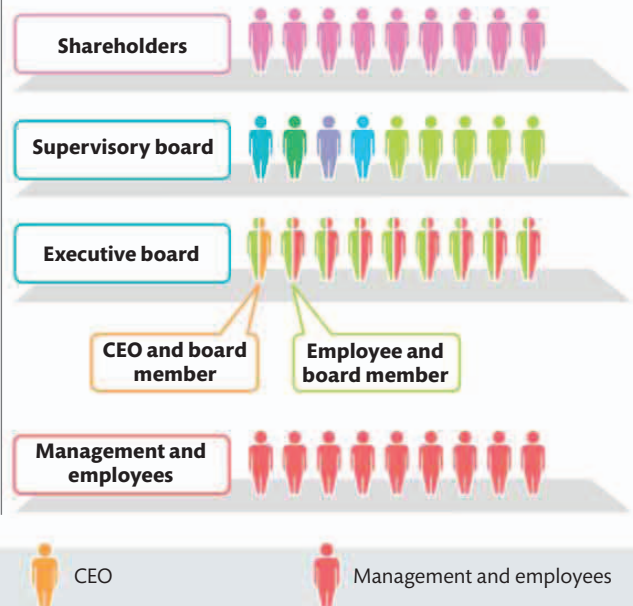 Shareholders
Supervisory board
Executive board
CEO and board
member
Employee and
board member
Management and
employees
CEO
Management and employees